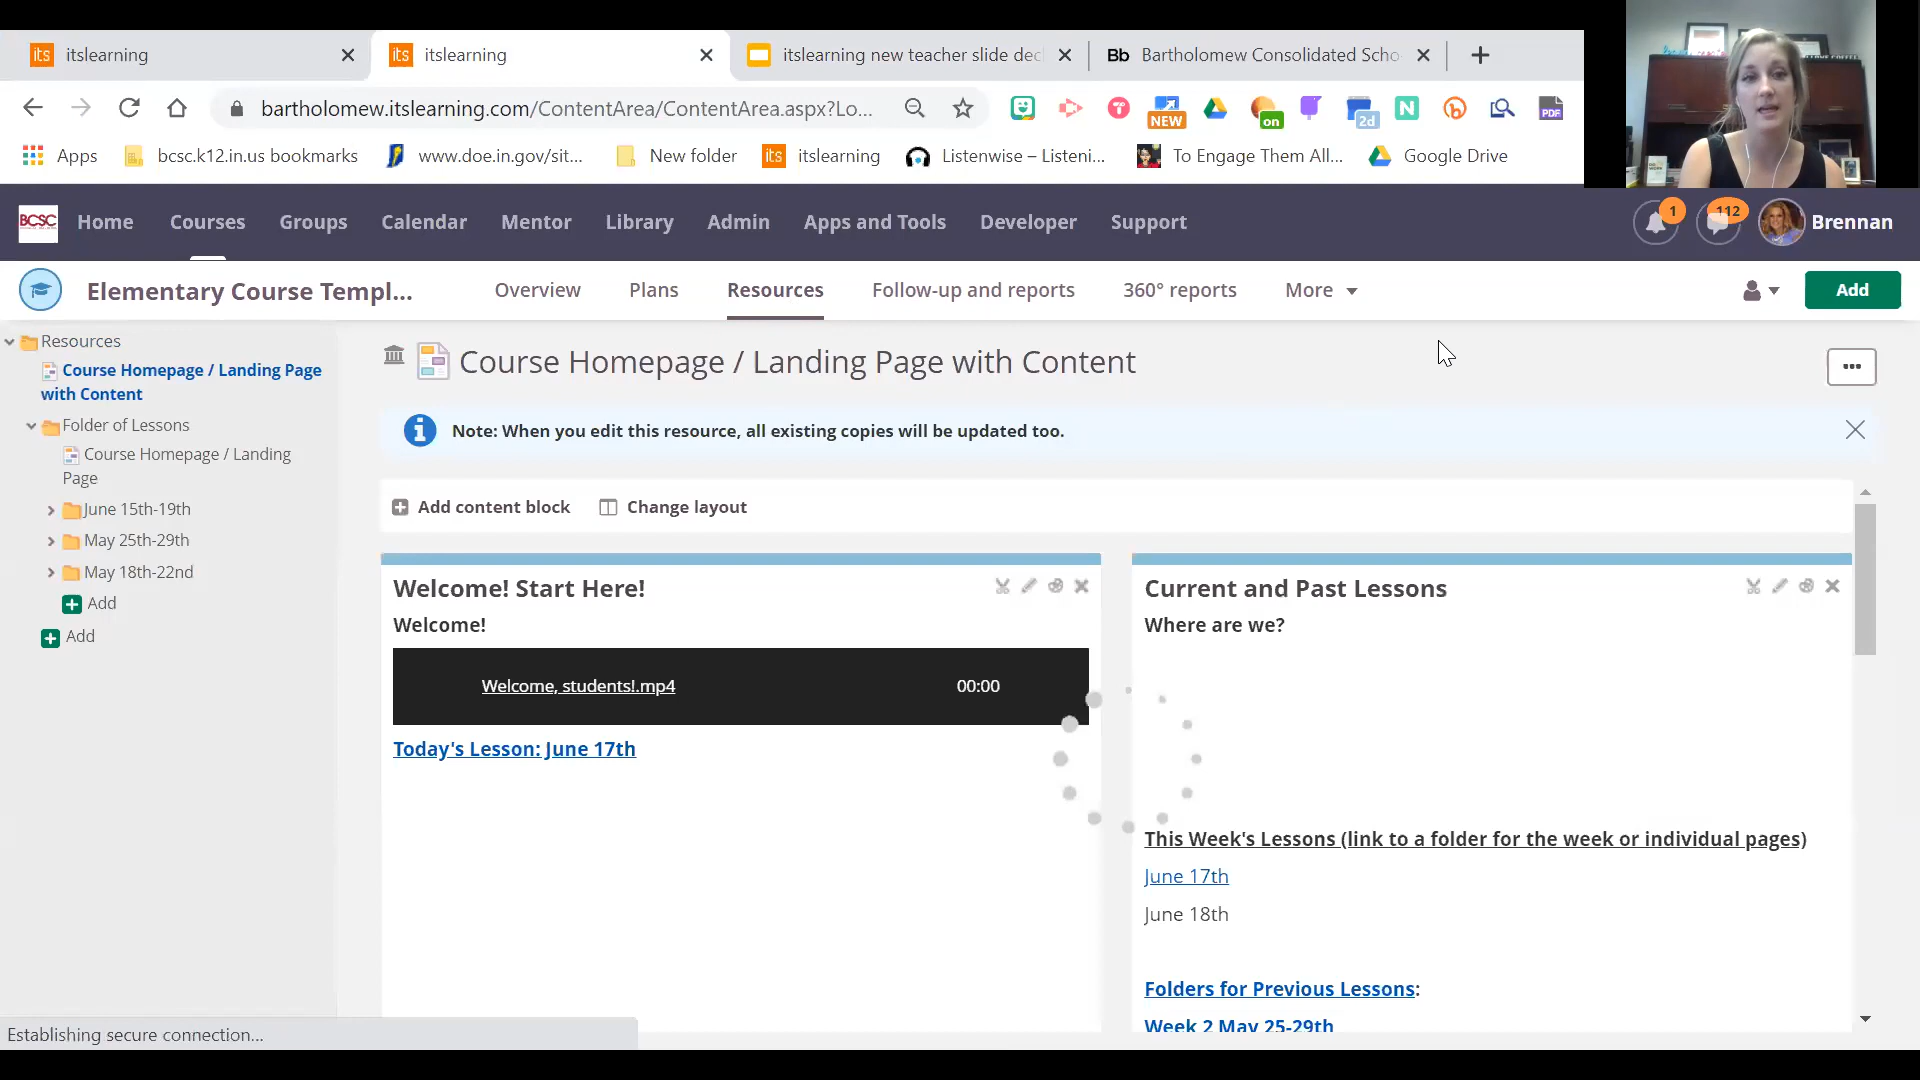 its itslearning
its itslearning
itslearning new teacher slide dec
Bb Bartholomew Consolidated Scho
bartholomew.itslearning.com/ContentArea/ContentArea.aspx?Lo...
NEW
on
2d
N
PDF
Apps
bcsc.k12.in.us bookmarks
www.doe.in.gov/sit...
New folder
its itslearning
Listenwise – Listeni...
To Engage Them All...
Google Drive
BCSC
Home
Courses
Groups
Calendar
Mentor
Library
Admin
Apps and Tools
Developer
Support
1
112
Brennan
Elementary Course Templ...
Overview
Plans
Resources
Follow-up and reports
360° reports
More
Add
Resources
Course Homepage / Landing Page
with Content
Folder of Lessons
Course Homepage / Landing
Page
June 15th-19th
May 25th-29th
May 18th-22nd
Add
Add
Course Homepage / Landing Page with Content
Note: When you edit this resource, all existing copies will be updated too.
Add content block
Change layout
Welcome! Start Here!
Welcome!
Welcome, students!.mp4 00:00
Today's Lesson: June 17th
Current and Past Lessons
Where are we?
This Week's Lessons (link to a folder for the week or individual pages)
June 17th
June 18th
Folders for Previous Lessons:
Week 2 May 25-29th
Establishing secure connection...